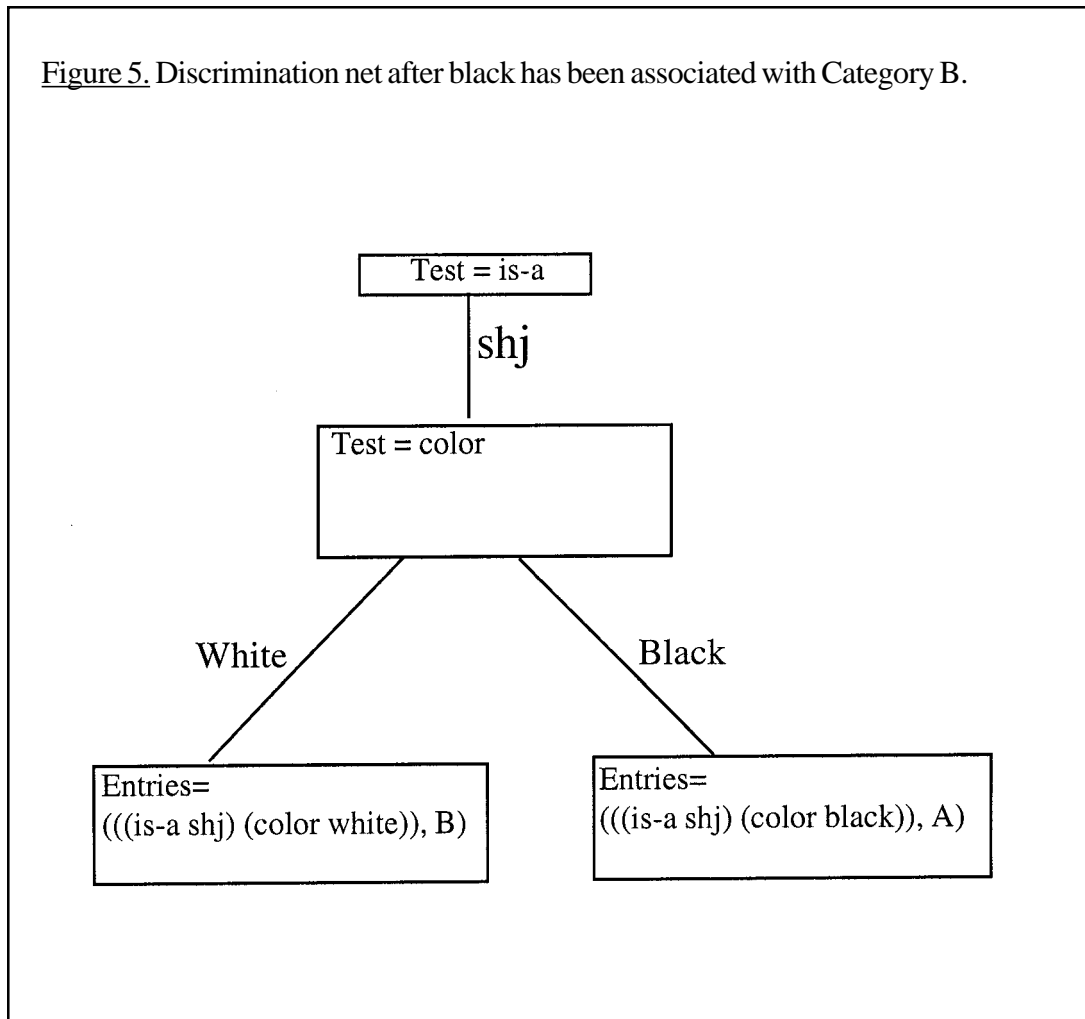 Figure 5. Discrimination net after black has been associated with Category B.
Test = is-a
shj
Test = color
White
Black
Entries=
(((is-a shj) (color white)), B)
Entries=
(((is-a shj) (color black)), A)